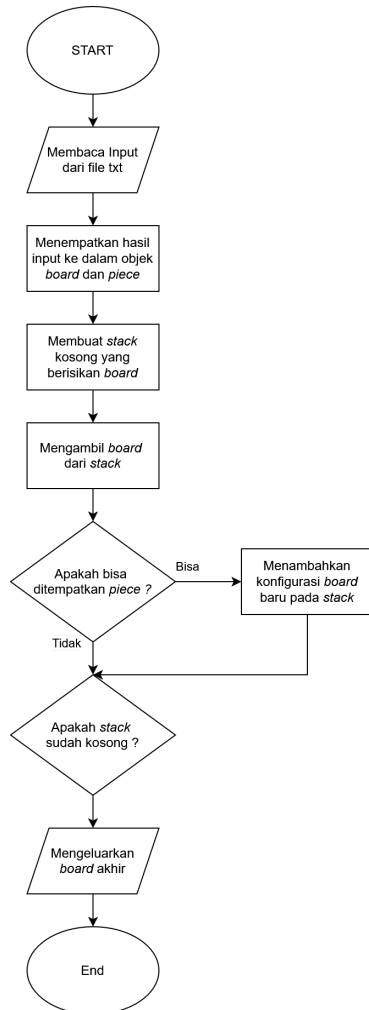 START
Membaca Input
dari file txt
Menempatkan hasil
input ke dalam objek
board dan piece
Membuat stack
kosong yang
berisikan board
Mengambil board
dari stack
Apakah bisa
ditempatkan piece ?
Bisa
Menambahkan
konfigurasi board
baru pada stack
Tidak
Apakah stack
sudah kosong ?
Mengeluarkan
board akhir
End